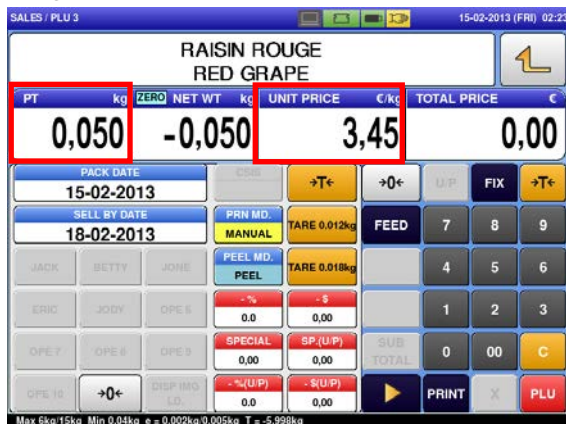 SALES / PLU 3 15-02-2013 (FRI) 02:23
RAISIN ROUGE
RED GRAPE
PT kg ZERO NET WT kg UNIT PRICE €/kg TOTAL PRICE €
0,050 -0,050 3,45 0,00
PACK DATE
15-02-2013
→T← →0← U/P FIX →T←
SELL BY DATE
18-02-2013
PRN MD.
MANUAL
TARE 0.012kg FEED 7 8 9
JACK BETTY JONE
PEEL MD.
PEEL
TARE 0.018kg 4 5 6
ERIC JODY OPE 6
- %
0.0
- $
0,00
1 2 3
OPE 7 OPE 8 OPE 9
SPECIAL
0,00
SP.(U/P)
0,00
SUB
TOTAL
0 00 C
OPE 10 →0← DISP IMG
LD.
- %(U/P)
0.0
- $(U/P)
0,00
PRINT X PLU
Max 6kg/15kg Min 0.04kg e = 0.002kg/0.005kg T = -5.998kg